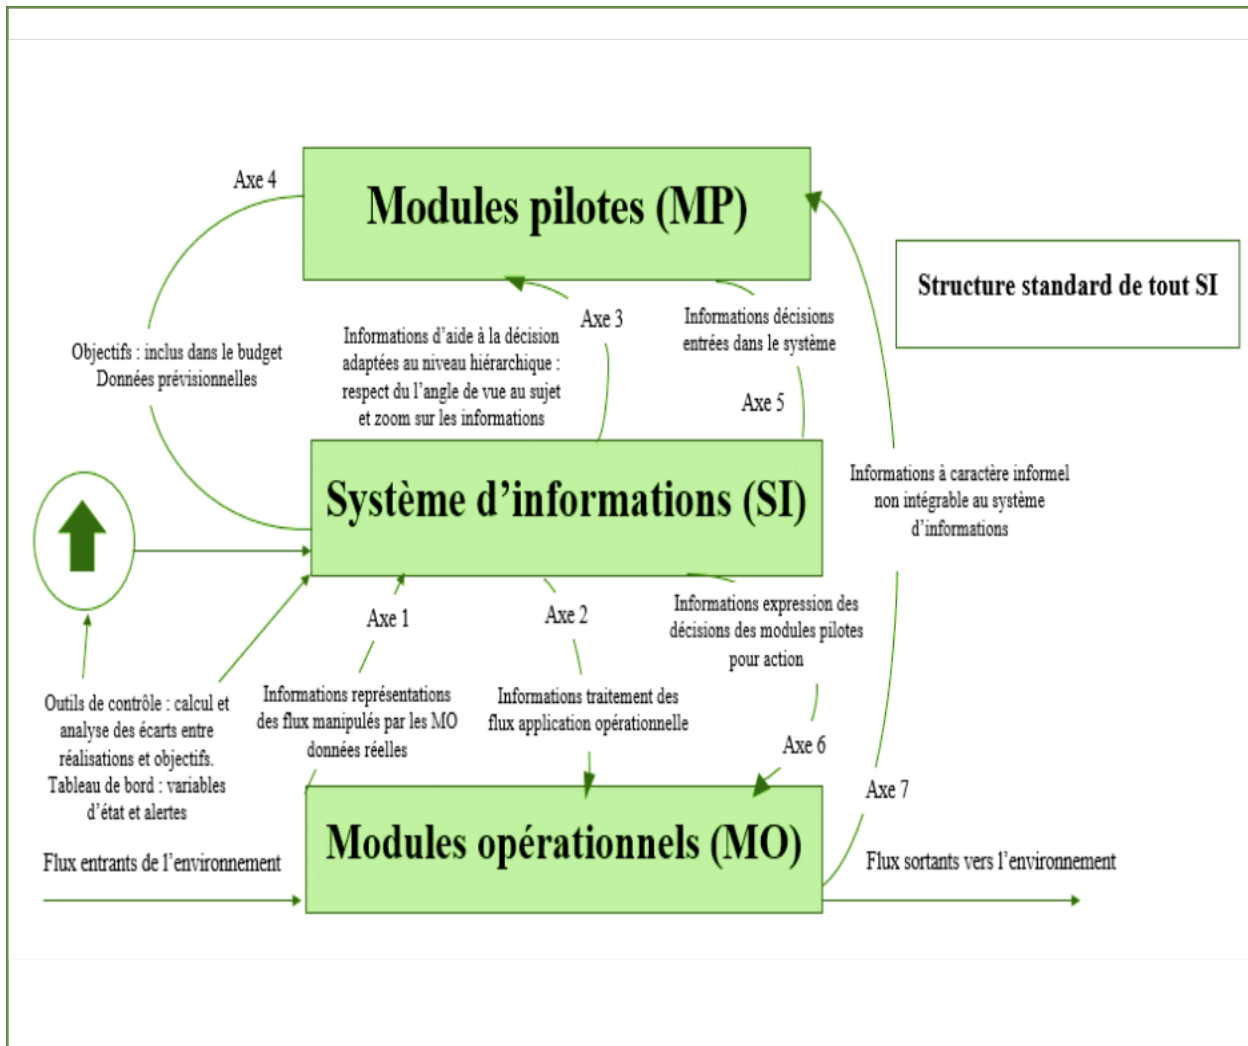 Axe 4
Modules pilotes (MP)
Structure standard de tout SI
Objectifs : inclus dans le budget
Données prévisionnelles
Informations d’aide à la décision
adaptées au niveau hiérarchique :
respect du l’angle de vue au sujet
et zoom sur les informations
Axe 3
Informations décisions
entrées dans le système
Axe 5
Système d’informations (SI)
Informations à caractère informel
non intégrable au système
d’informations
Axe 1
Axe 2
Informations expression des
décisions des modules pilotes
pour action
Outils de contrôle : calcul et
analyse des écarts entre
réalisations et objectifs.
Tableau de bord : variables
d’état et alertes
Informations représentations
des flux manipulés par les MO
données réelles
Informations traitement des
flux application opérationnelle
Axe 6
Axe 7
Modules opérationnels (MO)
Flux entrants de l’environnement
Flux sortants vers l’environnement